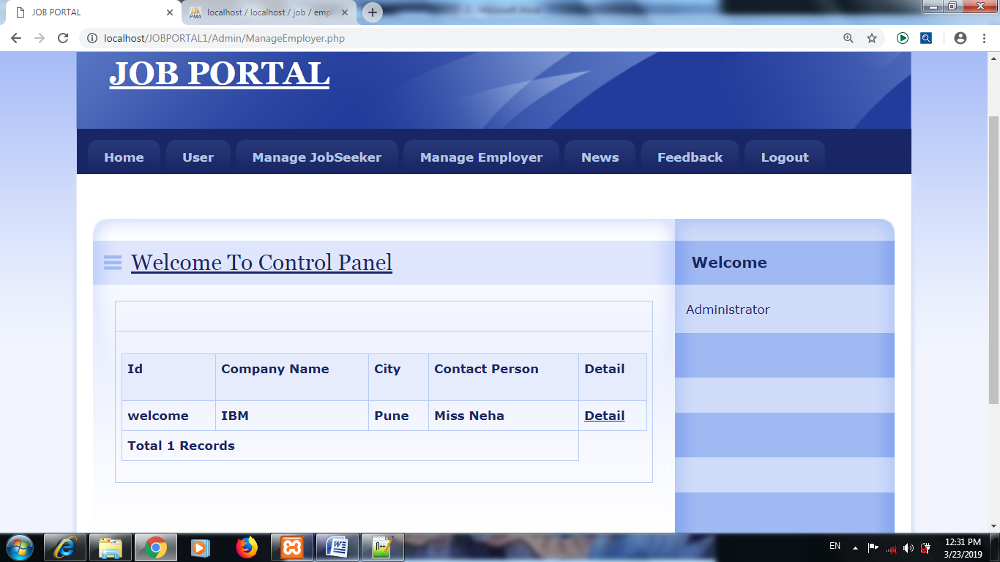 JOB PORTAL
localhost / localhost / job / empl
localhost/JOBPORTAL1/Admin/ManageEmployer.php
JOB PORTAL
Home User Manage JobSeeker Manage Employer News Feedback Logout
Welcome To Control Panel
Welcome
Administrator
Id Company Name City Contact Person Detail
welcome IBM Pune Miss Neha Detail
Total 1 Records
EN
12:31 PM
3/23/2019